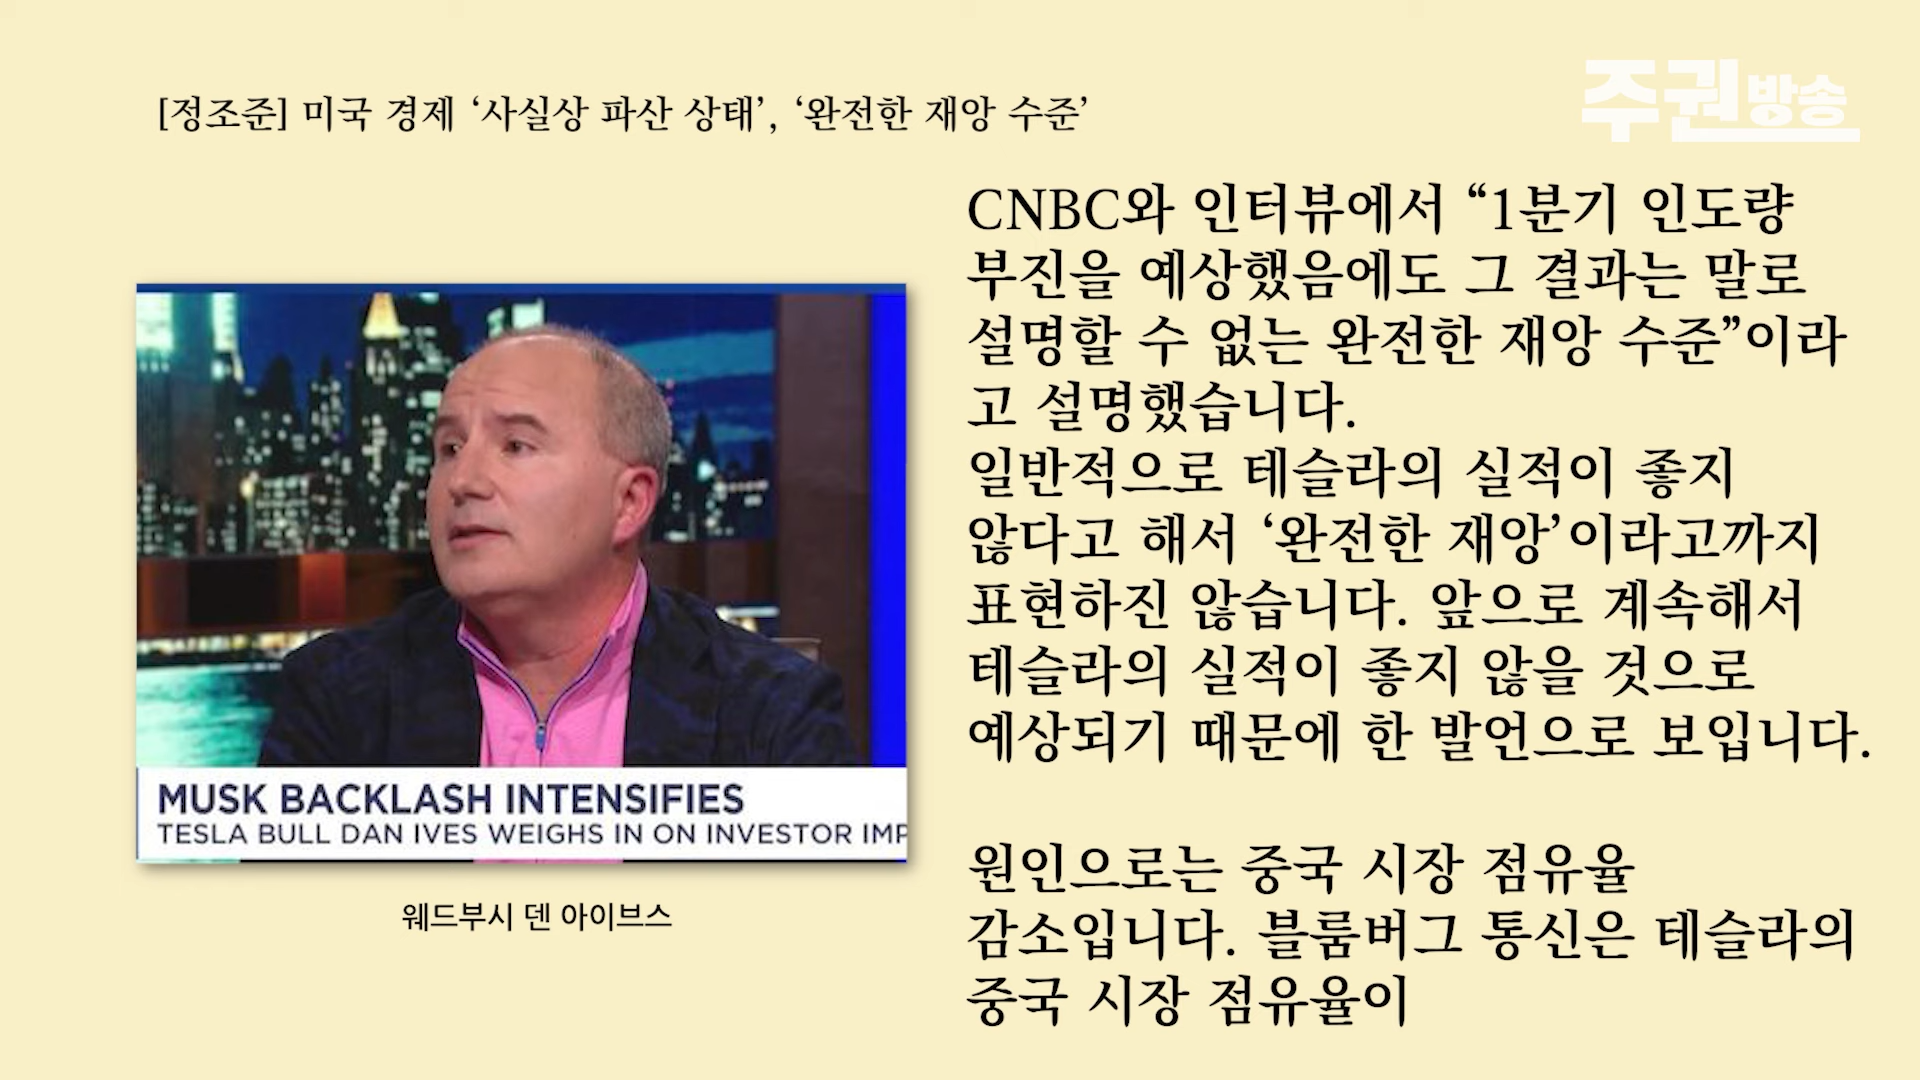 [정조준] 미국 경제 ‘사실상 파산 상태’, ‘완전한 재앙 수준’
주권방송
CNBC와 인터뷰에서 “1분기 인도량
부진을 예상했음에도 그 결과는 말로
설명할 수 없는 완전한 재앙 수준”이라
고 설명했습니다.
일반적으로 테슬라의 실적이 좋지
않다고 해서 ‘완전한 재앙’이라고까지
표현하진 않습니다. 앞으로 계속해서
테슬라의 실적이 좋지 않을 것으로
예상되기 때문에 한 발언으로 보입니다.
원인으로는 중국 시장 점유율
감소입니다. 블룸버그 통신은 테슬라의
중국 시장 점유율이
MUSK BACKLASH INTENSIFIES
TESLA BULL DAN IVES WEIGHS IN ON INVESTOR IMP
웨드부시 덴 아이브스